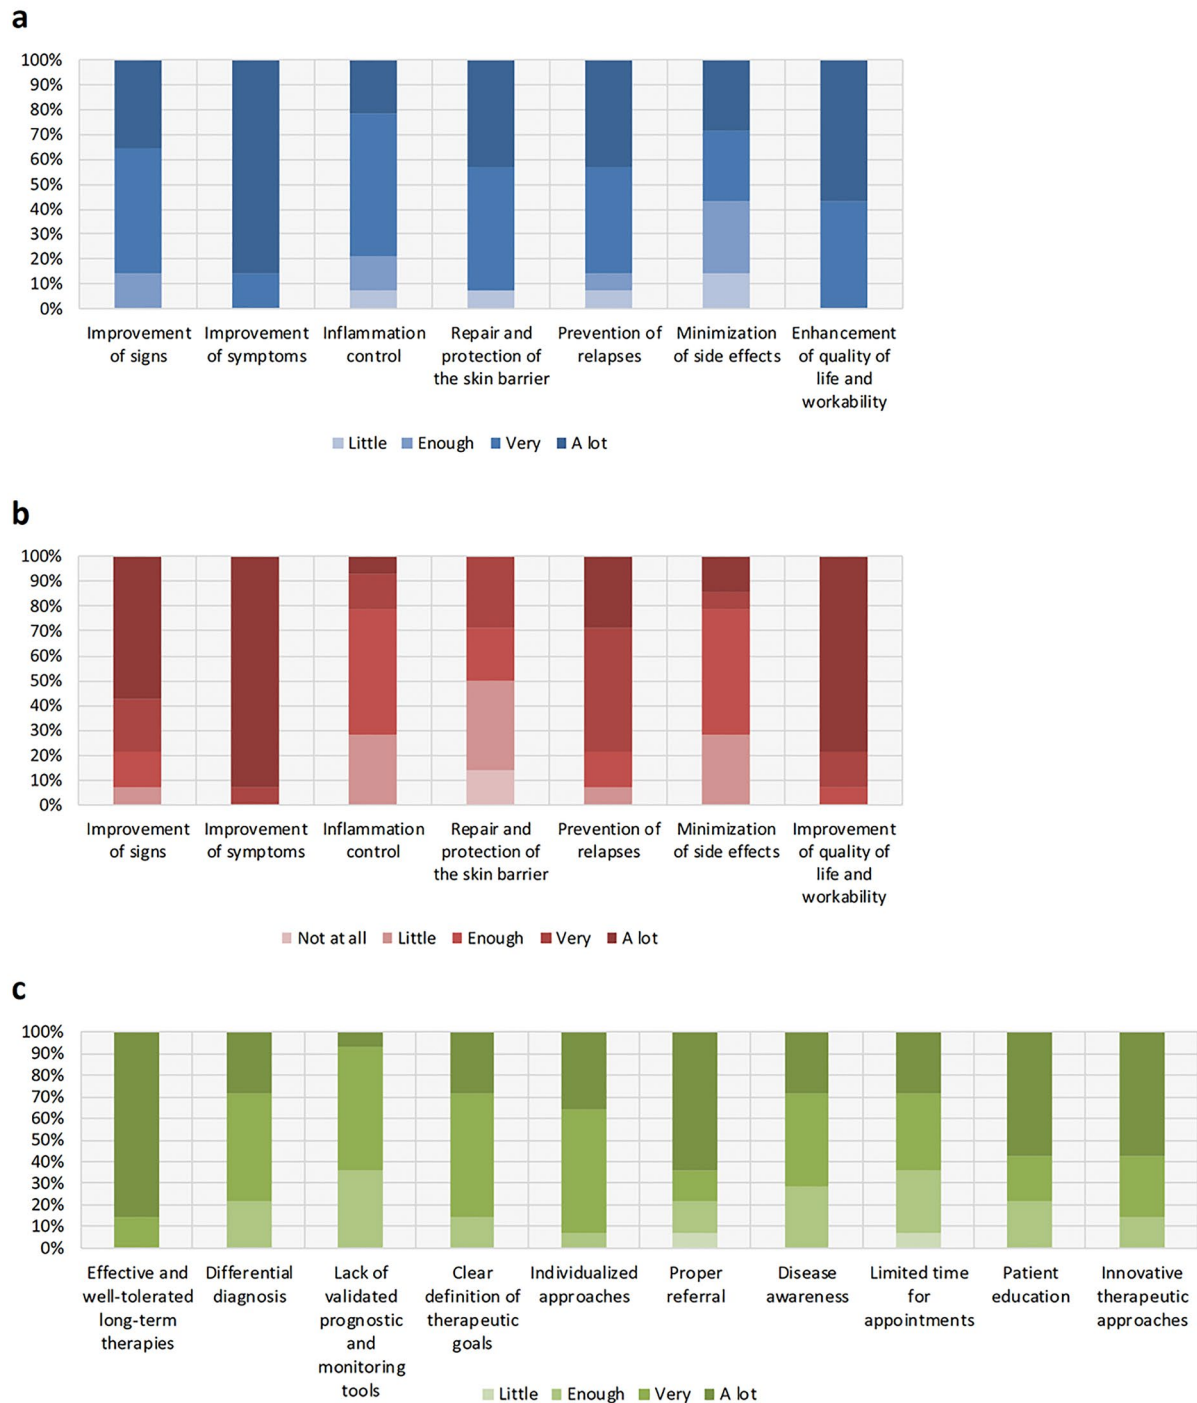 a
100%
90%
80%
70%
60%
50%
40%
30%
20%
10%
0%
Improvement of signs
Improvement of symptoms
Inflammation control
Repair and protection of the skin barrier
Prevention of relapses
Minimization of side effects
Enhancement of quality of life and workability
Little Enough Very A lot
b
100%
90%
80%
70%
60%
50%
40%
30%
20%
10%
0%
Improvement of signs
Improvement of symptoms
Inflammation control
Repair and protection of the skin barrier
Prevention of relapses
Minimization of side effects
Improvement of quality of life and workability
Not at all Little Enough Very A lot
c
100%
90%
80%
70%
60%
50%
40%
30%
20%
10%
0%
Effective and well-tolerated long-term therapies
Differential diagnosis
Lack of validated prognostic and monitoring tools
Clear definition of therapeutic goals
Individualized approaches
Proper referral
Disease awareness
Limited time for appointments
Patient education
Innovative therapeutic approaches
Little Enough Very A lot